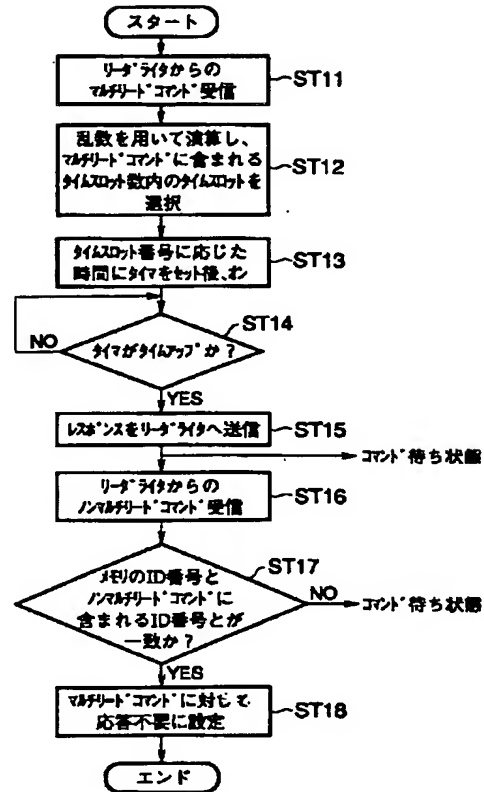 スタート
リーダライタからの
マルチリードコマンド受信
ST11
乱数を用いて演算し、
マルチリードコマンドに含まれる
タイムスロット数内のタイムスロットを
選択
ST12
タイムスロット番号に応じた
時間にタイマをセット後、オン
ST13
ST14
NO
タイマがタイムアップか?
YES
レスポンスをリーダライタへ送信
ST15
コマンド待ち状態
リーダライタからの
ノンマルチリードコマンド受信
ST16
ST17
メモリのID番号と
ノンマルチリードコマンドに
含まれるID番号とが
一致か?
NO
コマンド待ち状態
YES
マルチリードコマンドに対して
応答不要に設定
ST18
エンド